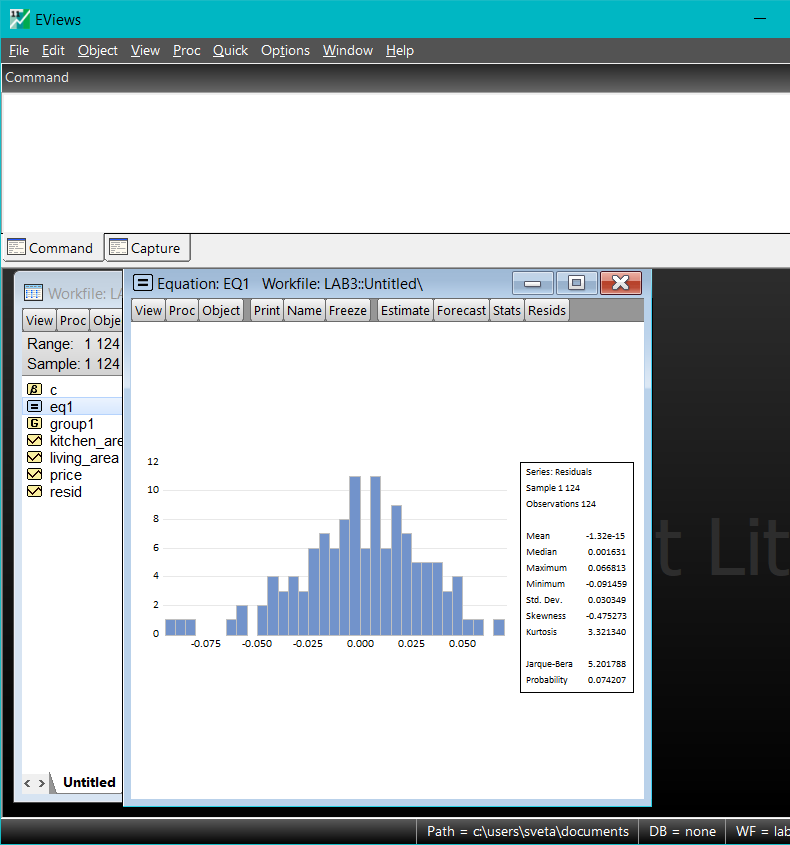 EViews
File Edit Object View Proc Quick Options Window Help
Command
Command Capture
Workfile: LA
View Proc Obje
Range: 1 124
Sample: 1 124
c
eq1
group1
kitchen_are
living_area
price
resid
< > Untitled
Equation: EQ1 Workfile: LAB3::Untitled\
View Proc Object Print Name Freeze Estimate Forecast Stats Resids
12
10
8
6
4
2
0
-0.075 -0.050 -0.025 0.000 0.025 0.050
Series: Residuals
Sample 1 124
Observations 124
Mean -1.32e-15
Median 0.001631
Maximum 0.066813
Minimum -0.091459
Std. Dev. 0.030349
Skewness -0.475273
Kurtosis 3.321340
Jarque-Bera 5.201788
Probability 0.074207
t Lit
Path = c:\users\sveta\documents DB = none WF = lab